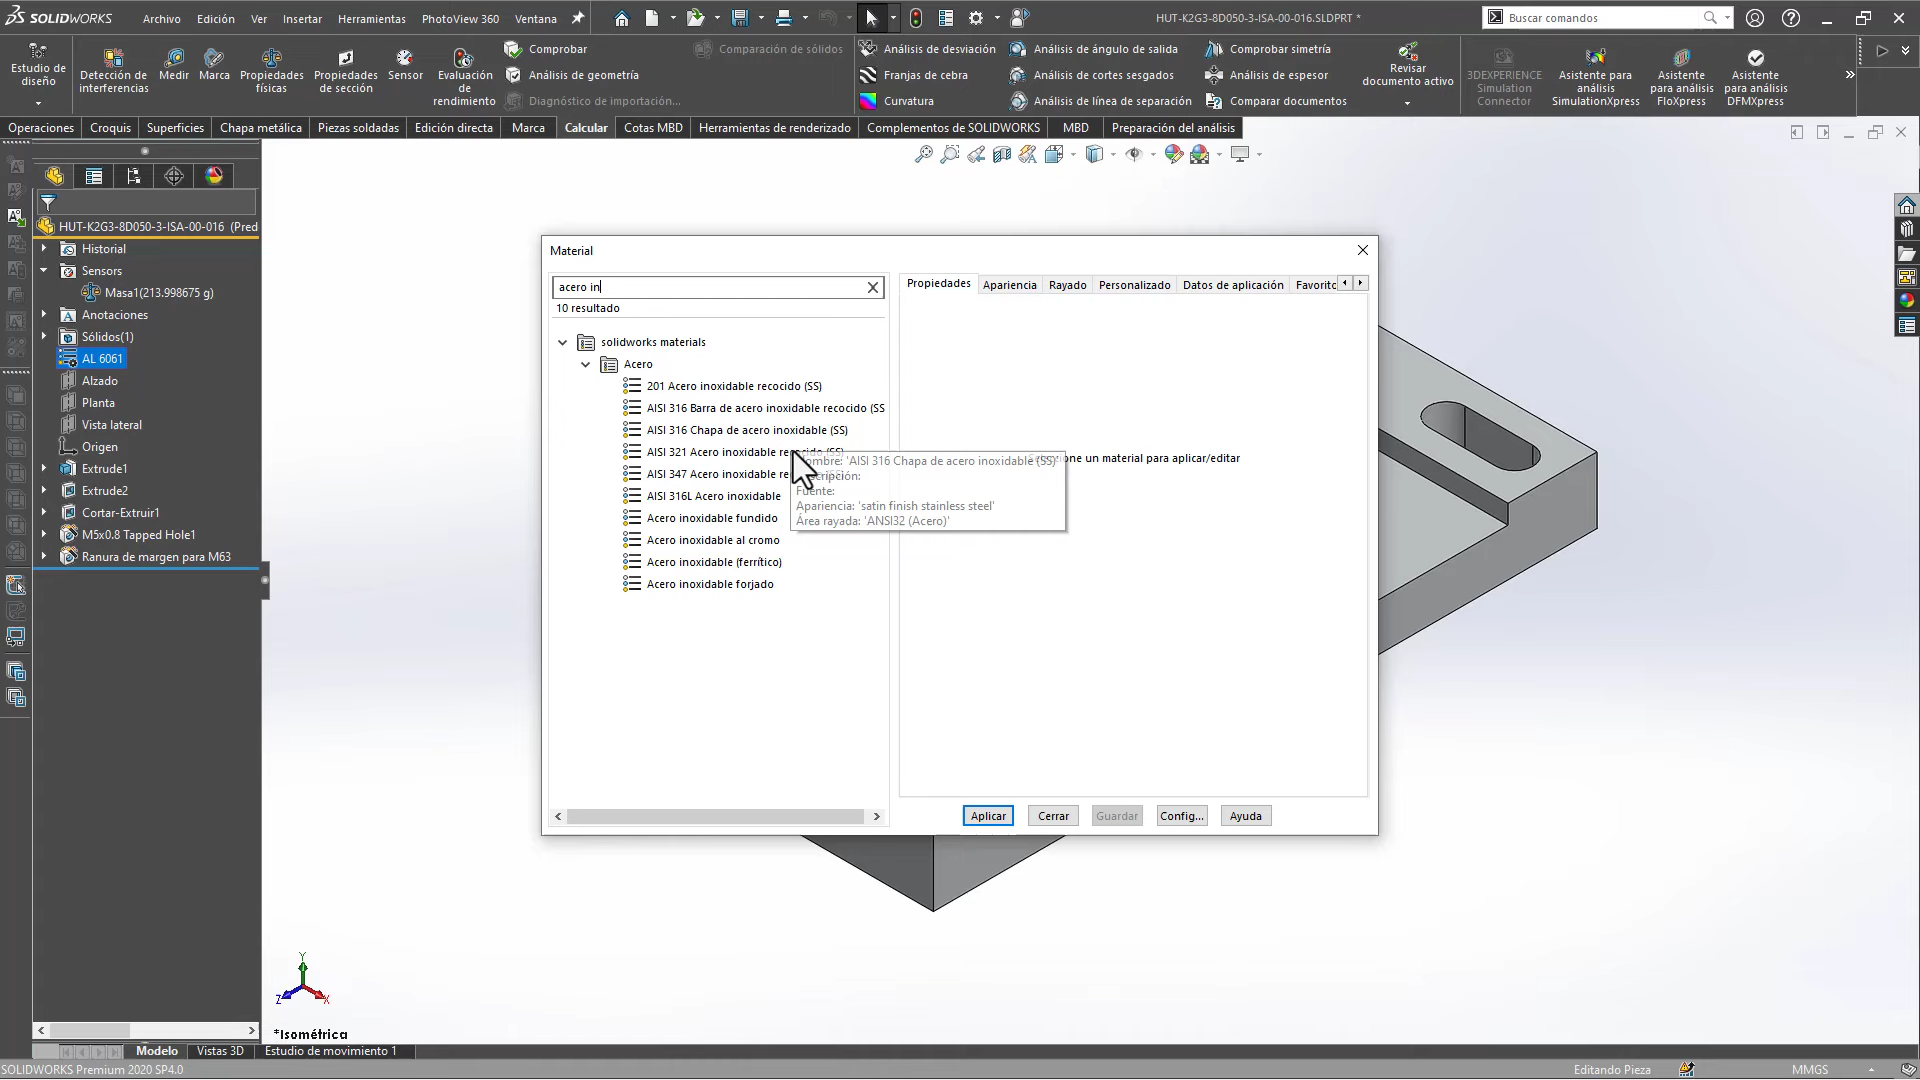 SOLIDWORKS
Archivo
Edición
Ver
Insertar
Herramientas
PhotoView 360
Ventana
HUT-K2G3-8D050-3-ISA-00-016.SLDPRT *
Buscar comandos
Estudio de diseño
Detección de interferencias
Medir
Marca
Propiedades físicas
Propiedades de sección
Sensor
Evaluación de rendimiento
Comprobar
Análisis de geometría
Diagnóstico de importación...
Comparación de sólidos
Análisis de desviación
Franjas de cebra
Curvatura
Análisis de ángulo de salida
Análisis de cortes sesgados
Análisis de línea de separación
Comprobar simetría
Análisis de espesor
Comparar documentos
Revisar documento activo
3DEXPERIENCE Simulation Connector
Asistente para análisis SimulationXpress
Asistente para análisis FloXpress
Asistente para análisis DFMXpress
Operaciones
Croquis
Superficies
Chapa metálica
Piezas soldadas
Edición directa
Marca
Calcular
Cotas MBD
Herramientas de renderizado
Complementos de SOLIDWORKS
MBD
Preparación del análisis
HUT-K2G3-8D050-3-ISA-00-016 (Pred
Historial
Sensors
Masa1(213.998675 g)
Anotaciones
Sólidos(1)
AL 6061
Alzado
Planta
Vista lateral
Origen
Extrude1
Extrude2
Cortar-Extruir1
M5x0.8 Tapped Hole1
Ranura de margen para M63
Material
acero in
10 resultado
solidworks materials
Acero
201 Acero inoxidable recocido (SS)
AISI 316 Barra de acero inoxidable recocido (SS
AISI 316 Chapa de acero inoxidable (SS)
AISI 321 Acero inoxidable recocido (SS)
AISI 347 Acero inoxidable re
AISI 316L Acero inoxidable
Acero inoxidable fundido
Acero inoxidable al cromo
Acero inoxidable (ferrítico)
Acero inoxidable forjado
ombre: 'AISI 316 Chapa de acero inoxidable (SS)'
scripción:
Fuente:
Apariencia: 'satin finish stainless steel'
Área rayada: 'ANSI32 (Acero)'
Propiedades
Apariencia
Rayado
Personalizado
Datos de aplicación
Favorito
ne un material para aplicar/editar
Aplicar
Cerrar
Guardar
Config...
Ayuda
Y
Z
X
*Isométrica
Modelo
Vistas 3D
Estudio de movimiento 1
SOLIDWORKS Premium 2020 SP4.0
Editando Pieza
MMGS